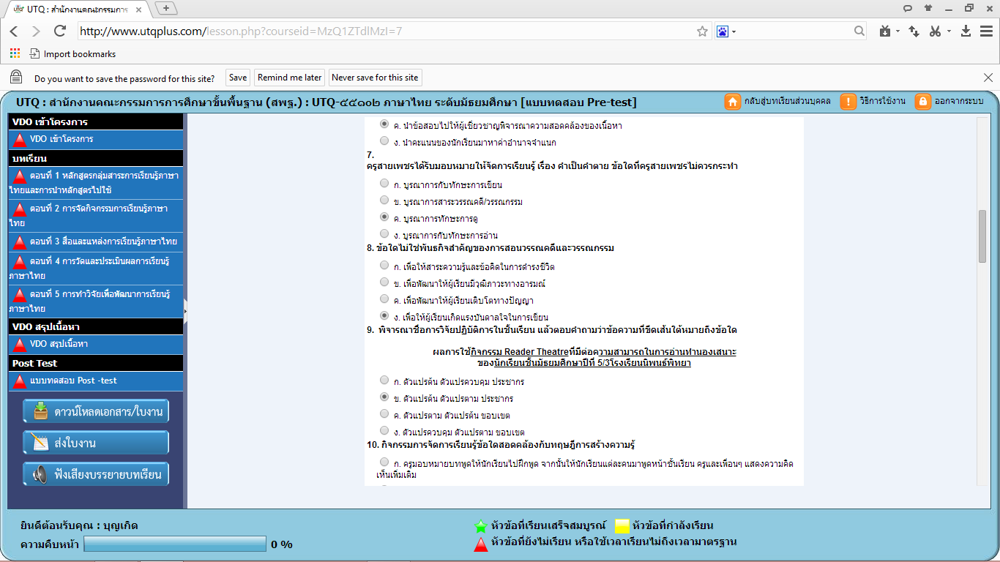 UTQ : สำนักงานคณะกรรมการ
http://www.utqplus.com/lesson.php?courseid=MzQ1ZTdlMzI=7
Import bookmarks
Do you want to save the password for this site? Save Remind me later Never save for this site
UTQ : สำนักงานคณะกรรมการการศึกษาขั้นพื้นฐาน (สพฐ.) : UTQ-๕๕๑๐๒ ภาษาไทย ระดับมัธยมศึกษา [แบบทดสอบ Pre-test]
กลับสู่บทเรียนส่วนบุคคล วิธีการใช้งาน ออกจากระบบ
VDO เข้าโครงการ
VDO เข้าโครงการ
บทเรียน
ตอนที่ 1 หลักสูตรกลุ่มสาระการเรียนรู้ภาษา
ไทยและการนำหลักสูตรไปใช้
ตอนที่ 2 การจัดกิจกรรมการเรียนรู้ภาษา
ไทย
ตอนที่ 3 สื่อและแหล่งการเรียนรู้ภาษาไทย
ตอนที่ 4 การวัดและประเมินผลการเรียนรู้
ภาษาไทย
ตอนที่ 5 การทำวิจัยเพื่อพัฒนาการเรียนรู้
ภาษาไทย
VDO สรุปเนื้อหา
VDO สรุปเนื้อหา
Post Test
แบบทดสอบ Post -test
ดาวน์โหลดเอกสาร/ใบงาน
ส่งใบงาน
ฟังเสียงบรรยายบทเรียน
ค. นำข้อสอบไปให้ผู้เชี่ยวชาญพิจารณาความสอดคล้องของเนื้อหา
ง. นำคะแนนของนักเรียนมาหาค่าอำนาจจำแนก
7.
ครูสายเพชรได้รับมอบหมายให้จัดการเรียนรู้ เรื่อง คำเป็นคำตาย ข้อใดที่ครูสายเพชรไม่ควรกระทำ
ก. บูรณาการกับทักษะการเขียน
ข. บูรณาการสาระวรรณคดี/วรรณกรรม
ค. บูรณาการทักษะการดู
ง. บูรณาการกับทักษะการอ่าน
8. ข้อใดไม่ใช่พันธกิจสำคัญของการสอนวรรณคดีและวรรณกรรม
ก. เพื่อให้สาระความรู้และข้อคิดในการดำรงชีวิต
ข. เพื่อพัฒนาให้ผู้เรียนมีวุฒิภาวะทางอารมณ์
ค. เพื่อพัฒนาให้ผู้เรียนเติบโตทางปัญญา
ง. เพื่อให้ผู้เรียนเกิดแรงบันดาลใจในการเขียน
9. พิจารณาชื่อการวิจัยปฏิบัติการในชั้นเรียน แล้วตอบคำถามว่าข้อความที่ขีดเส้นใต้หมายถึงข้อใด
ผลการใช้กิจกรรม Reader Theatreที่มีต่อความสามารถในการอ่านทำนองเสนาะ
ของนักเรียนชั้นมัธยมศึกษาปีที่ 5/3โรงเรียนนิพนธ์พิทยา
ก. ตัวแปรต้น ตัวแปรควบคุม ประชากร
ข. ตัวแปรต้น ตัวแปรตาม ประชากร
ค. ตัวแปรตาม ตัวแปรต้น ขอบเขต
ง. ตัวแปรควบคุม ตัวแปรตาม ขอบเขต
10. กิจกรรมการจัดการเรียนรู้ข้อใดสอดคล้องกับทฤษฎีการสร้างความรู้
ก. ครูมอบหมายบทพูดให้นักเรียนไปฝึกพูด จากนั้นให้นักเรียนแต่ละคนมาพูดหน้าชั้นเรียน ครูและเพื่อนๆ แสดงความคิด
เห็นเพิ่มเติม
ยินดีต้อนรับคุณ : บุญเกิด
ความคืบหน้า 0 %
หัวข้อที่เรียนเสร็จสมบูรณ์ หัวข้อที่กำลังเรียน
หัวข้อที่ยังไม่เรียน หรือใช้เวลาเรียนไม่ถึงเวลามาตรฐาน